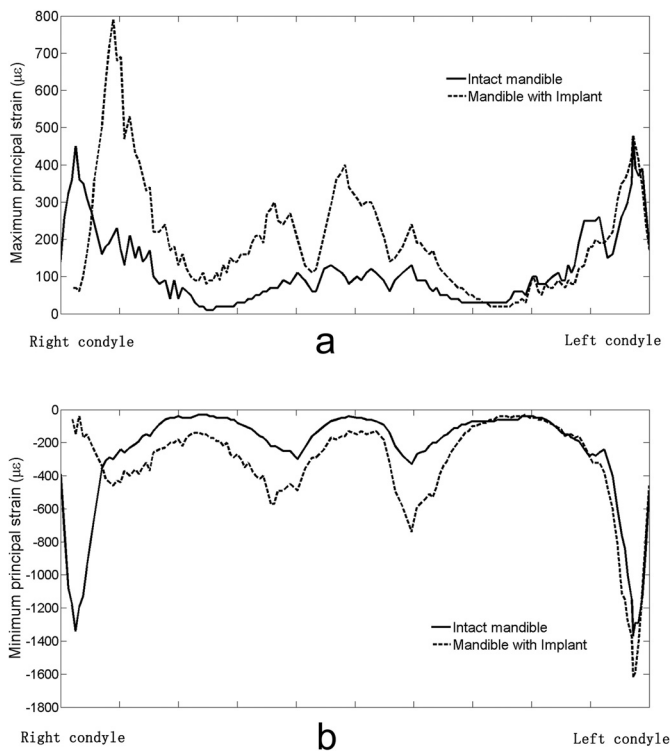 800
700
600
500
400
300
200
100
0
Maximum principal strain (με)
Intact mandible
Mandible with Implant
Right condyle
a
Left condyle
0
-200
-400
-600
-800
-1000
-1200
-1400
-1600
-1800
Minimum principal strain (με)
Intact mandible
Mandible with Implant
Right condyle
b
Left condyle